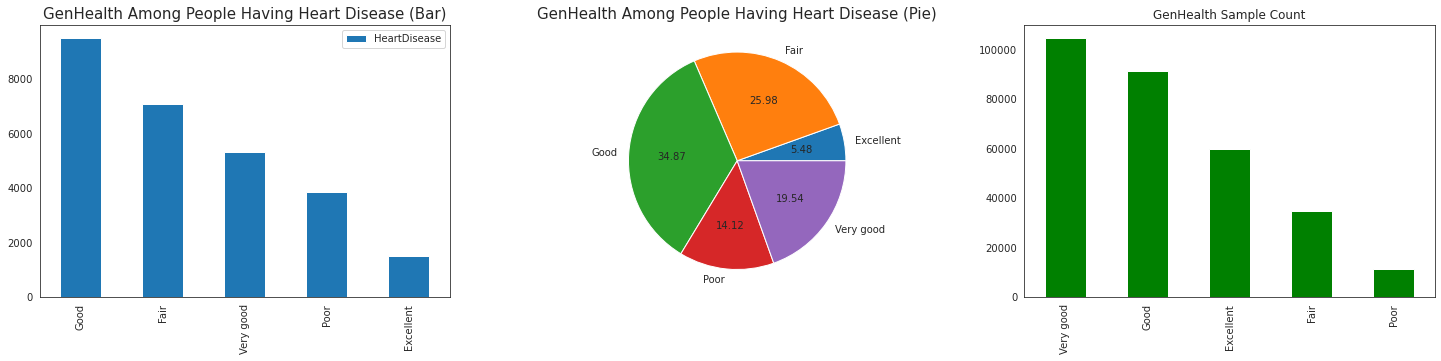 GenHealth Among People Having Heart Disease (Bar)
HeartDisease
8000
6000
4000
2000
0
Good
Fair
Very good
Poor
Excellent
GenHealth Among People Having Heart Disease (Pie)
Fair
25.98
Excellent
5.48
Good
34.87
19.54
14.12
Very good
Poor
GenHealth Sample Count
100000
80000
60000
40000
20000
0
Very good
Good
Excellent
Fair
Poor